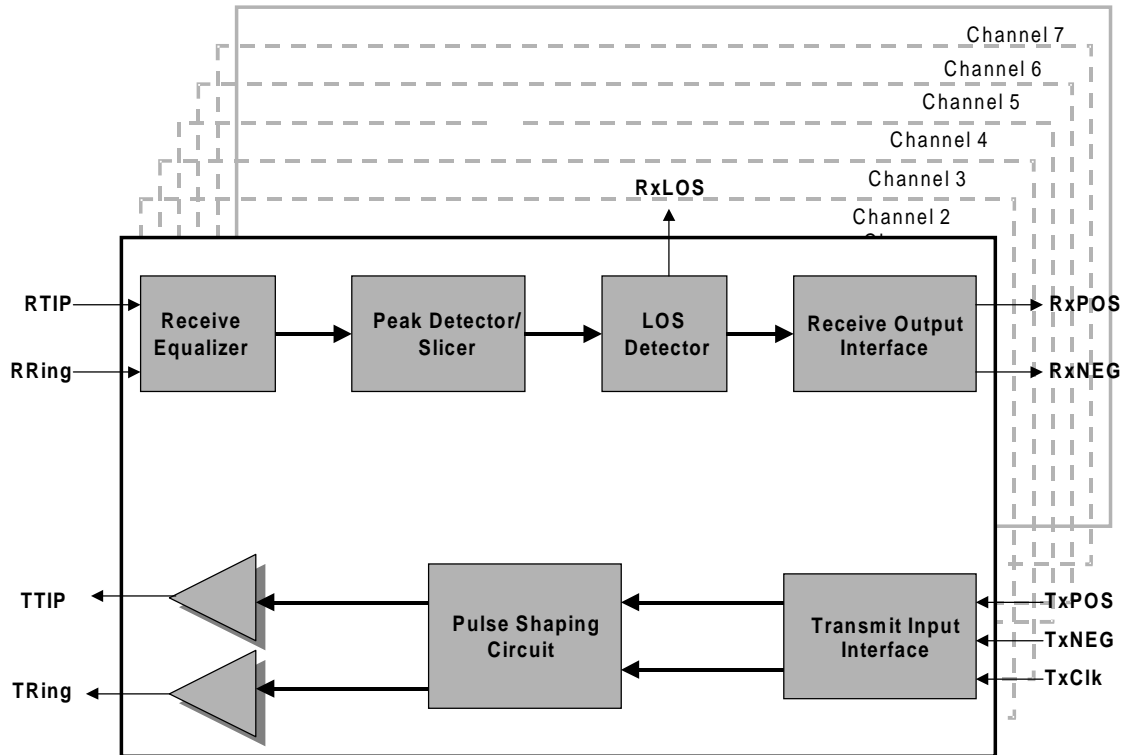 Channel 7
Channel 6
Channel 5
Channel 4
Channel 3
Channel 2
RxLOS
RTIP
RRing
Receive
Equalizer
Peak Detector/
Slicer
LOS
Detector
Receive Output
Interface
RxPOS
RxNEG
TTIP
TRing
Pulse Shaping
Circuit
Transmit Input
Interface
TxPOS
TxNEG
TxClk